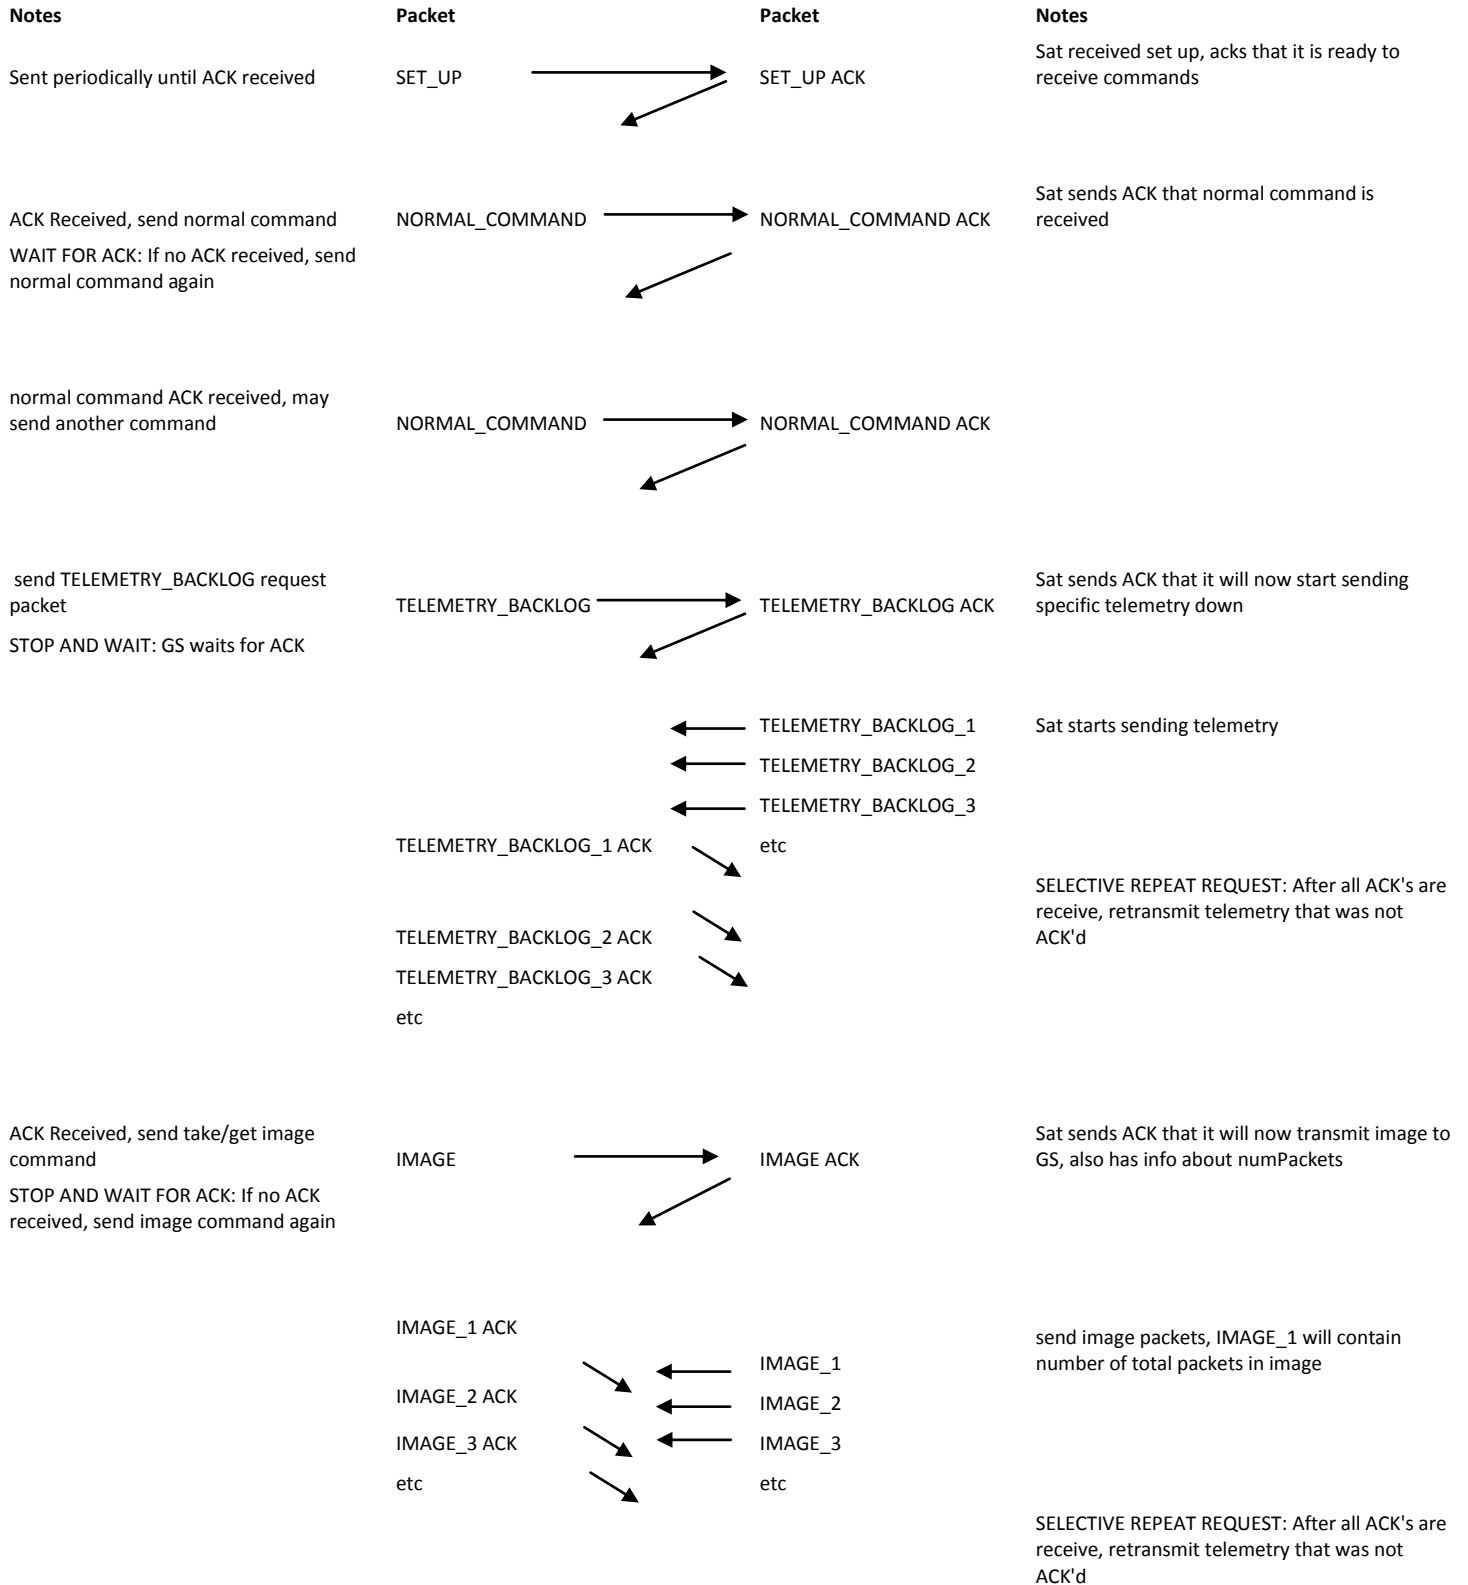 Notes
Packet
Packet
Notes
Sent periodically until ACK received
SET_UP
SET_UP ACK
Sat received set up, acks that it is ready to
receive commands
ACK Received, send normal command
NORMAL_COMMAND
NORMAL_COMMAND ACK
Sat sends ACK that normal command is
received
WAIT FOR ACK: If no ACK received, send
normal command again
normal command ACK received, may
send another command
NORMAL_COMMAND
NORMAL_COMMAND ACK
send TELEMETRY_BACKLOG request
packet
TELEMETRY_BACKLOG
TELEMETRY_BACKLOG ACK
Sat sends ACK that it will now start sending
specific telemetry down
STOP AND WAIT: GS waits for ACK
TELEMETRY_BACKLOG_1
Sat starts sending telemetry
TELEMETRY_BACKLOG_2
TELEMETRY_BACKLOG_3
TELEMETRY_BACKLOG_1 ACK
etc
SELECTIVE REPEAT REQUEST: After all ACK's are
receive, retransmit telemetry that was not
ACK'd
TELEMETRY_BACKLOG_2 ACK
TELEMETRY_BACKLOG_3 ACK
etc
ACK Received, send take/get image
command
IMAGE
IMAGE ACK
Sat sends ACK that it will now transmit image to
GS, also has info about numPackets
STOP AND WAIT FOR ACK: If no ACK
received, send image command again
IMAGE_1 ACK
send image packets, IMAGE_1 will contain
number of total packets in image
IMAGE_1
IMAGE_2 ACK
IMAGE_2
IMAGE_3 ACK
IMAGE_3
etc
etc
SELECTIVE REPEAT REQUEST: After all ACK's are
receive, retransmit telemetry that was not
ACK'd